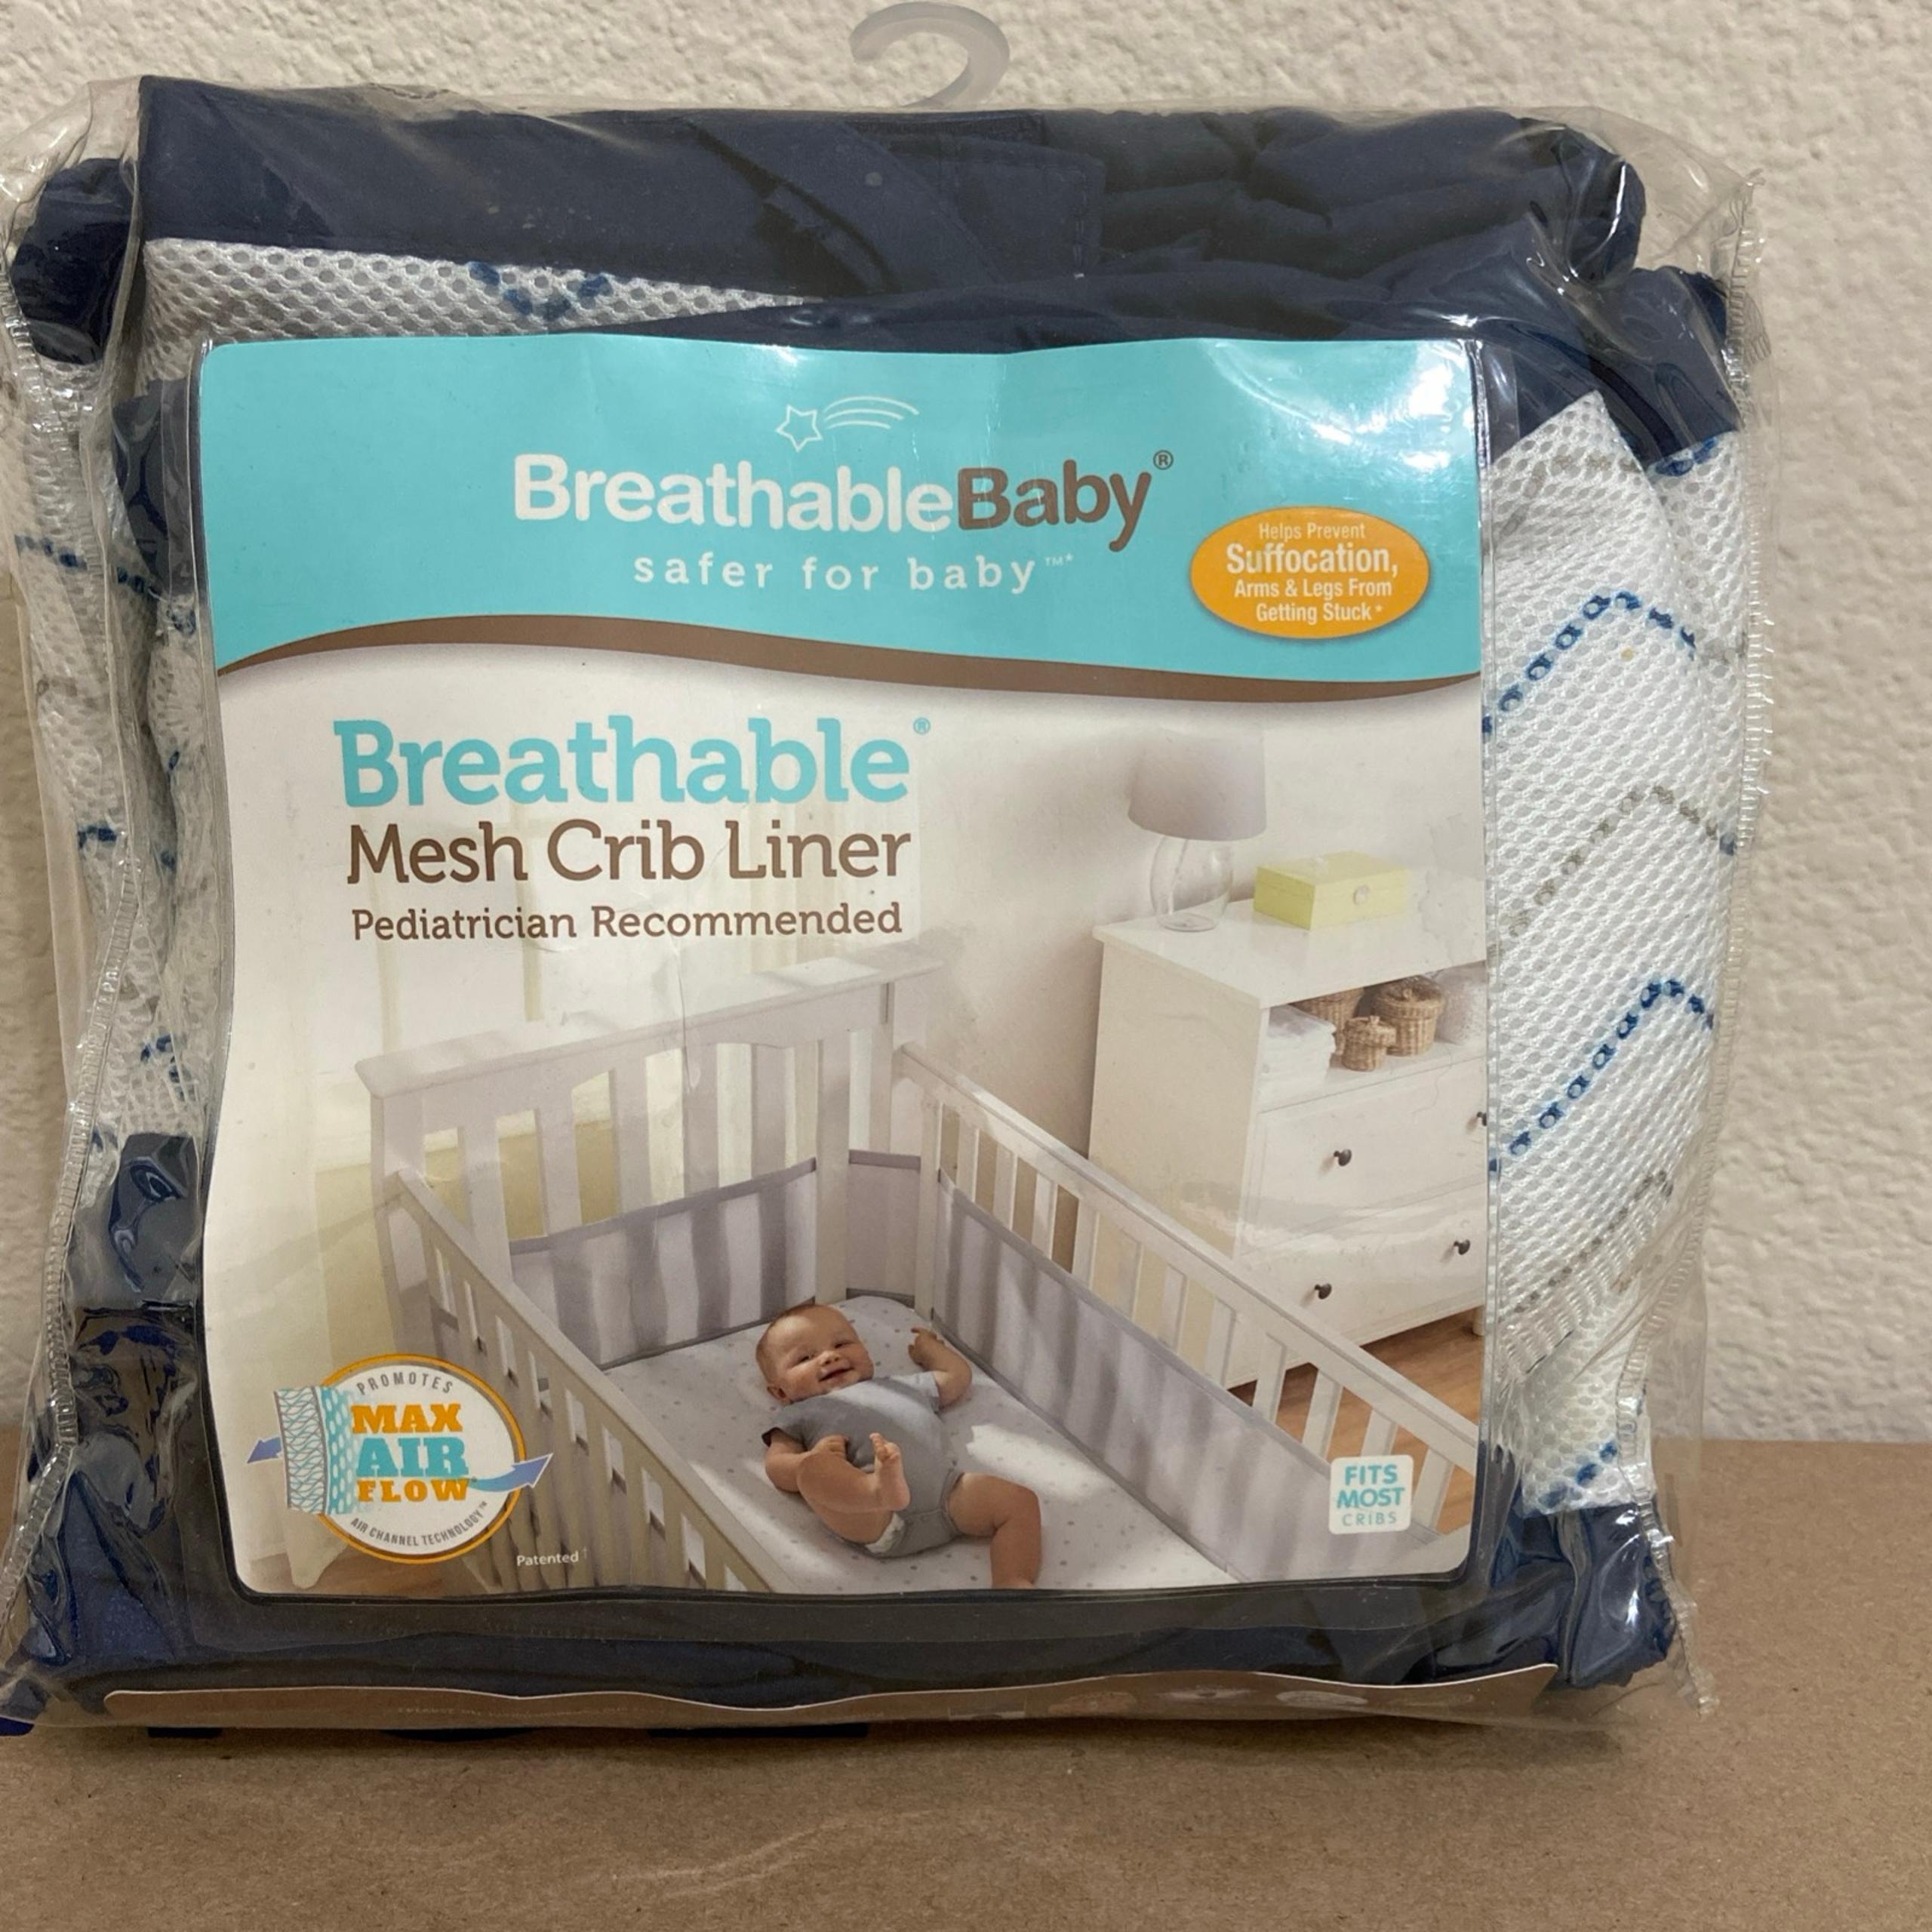 BreathableBaby®
safer for baby™*
Helps Prevent
Suffocation,
Arms & Legs From
Getting Stuck*
Breathable®
Mesh Crib Liner
Pediatrician Recommended
PROMOTES
MAX
AIR
FLOW
AIR CHANNEL TECHNOLOGY™
Patented†
FITS
MOST
CRIBS